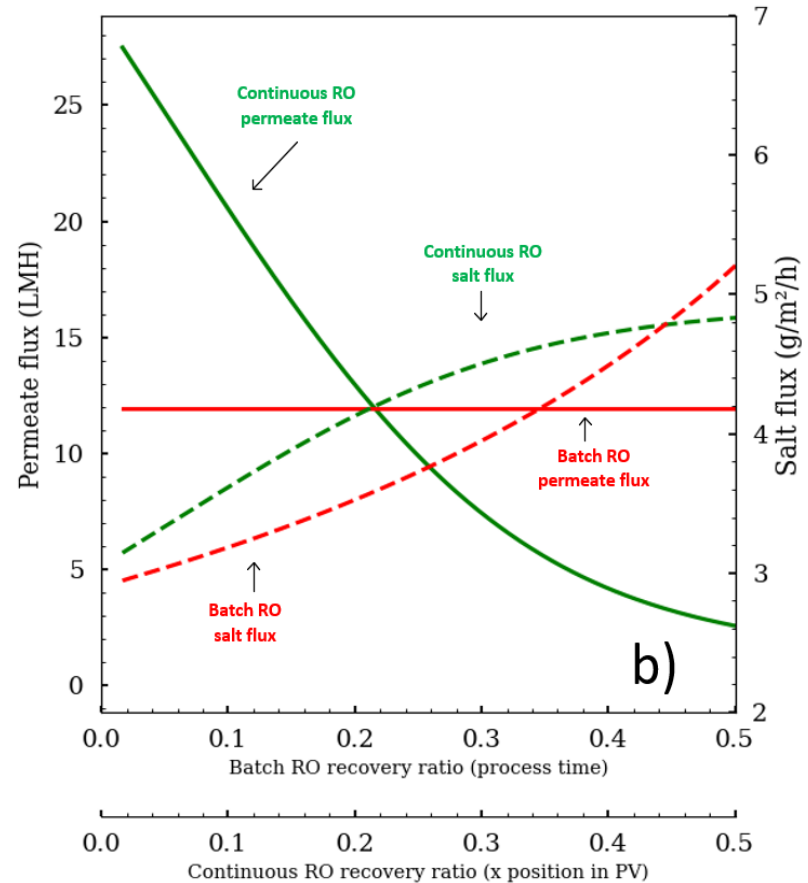 7
Continuous RO
permeate flux
25
6
20
Continuous RO
salt flux
Permeate flux (LMH)
15
5
Salt flux (g/m²/h)
10
4
Batch RO
permeate flux
5
3
Batch RO
salt flux
0
b)
2
0.0 0.1 0.2 0.3 0.4 0.5
Batch RO recovery ratio (process time)
0.0 0.1 0.2 0.3 0.4 0.5
Continuous RO recovery ratio (x position in PV)